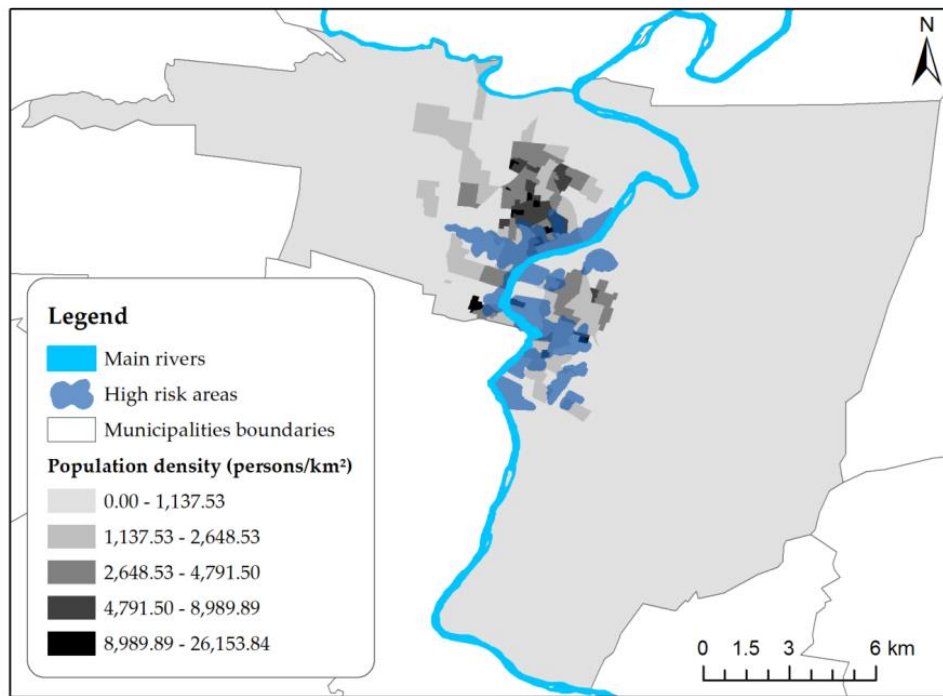 N
Legend
Main rivers
High risk areas
Municipalities boundaries
Population density (persons/km²)
0.00 - 1,137.53
1,137.53 - 2,648.53
2,648.53 - 4,791.50
4,791.50 - 8,989.89
8,989.89 - 26,153.84
0 1.5 3 6 km